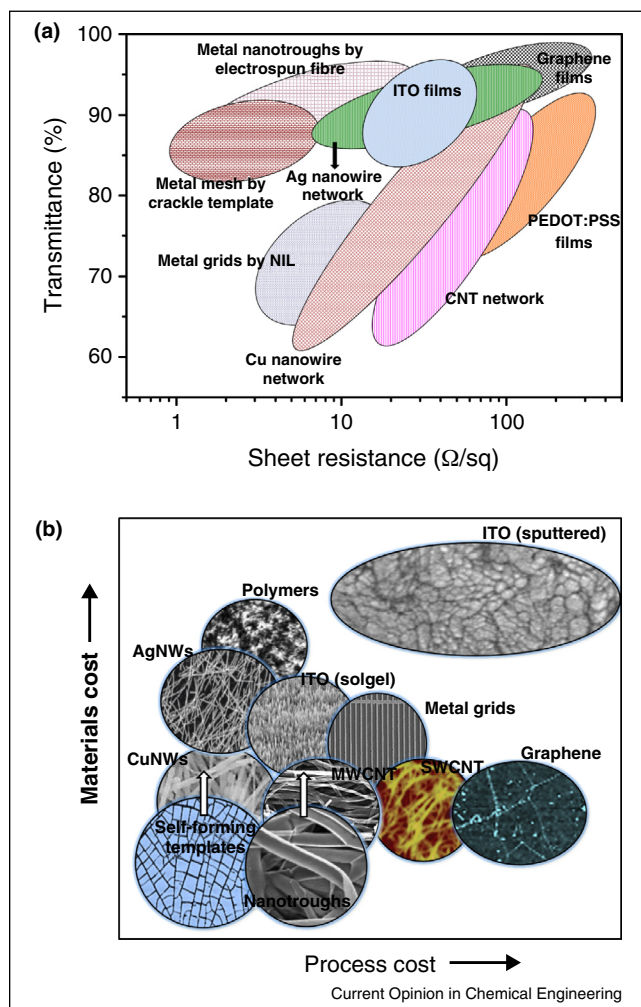 (a)
100
90
80
70
60
Transmittance (%)
Metal nanotroughs by
electrospun fibre
Graphene
films
ITO films
Ag nanowire
network
Metal mesh by
crackle template
PEDOT:PSS
films
Metal grids by NIL
CNT network
Cu nanowire
network
1
10
100
Sheet resistance (Ω/sq)
(b)
ITO (sputtered)
Polymers
AgNWs
ITO (solgel)
Metal grids
CuNWs
MWCNT
SWCNT
Graphene
Self-forming
templates
Nanotroughs
Materials cost
Process cost
Current Opinion in Chemical Engineering